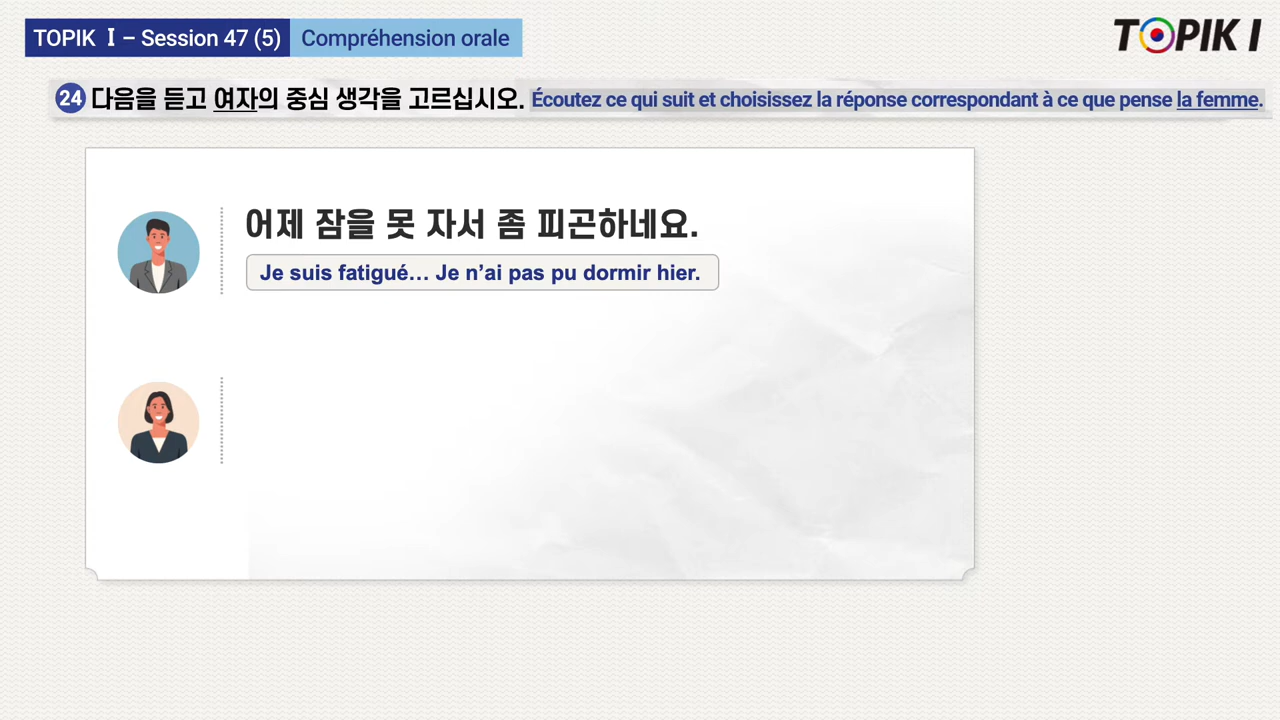 TOPIK Ⅰ – Session 47 (5) Compréhension orale
TOPIK I
24 다음을 듣고 여자의 중심 생각을 고르십시오. Écoutez ce qui suit et choisissez la réponse correspondant à ce que pense la femme.
어제 잠을 못 자서 좀 피곤하네요.
Je suis fatigué… Je n’ai pas pu dormir hier.